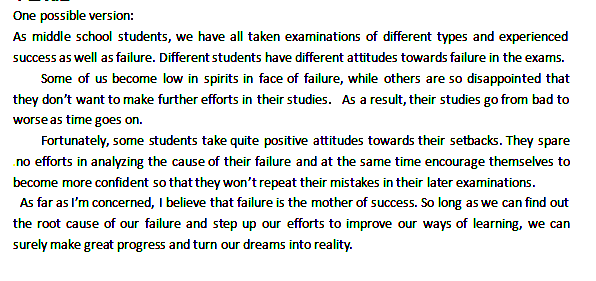 One possible version:
As middle school students, we have all taken examinations of different types and experienced
success as well as failure. Different students have different attitudes towards failure in the exams.
Some of us become low in spirits in face of failure, while others are so disappointed that
they don't want to make further efforts in their studies. As a result, their studies go from bad to
worse as time goes on.
Fortunately, some students take quite positive attitudes towards their setbacks. They spare
no efforts in analyzing the cause of their failure and at the same time encourage themselves to
become more confident so that they won't repeat their mistakes in their later examinations.
As far as I'm concerned, I believe that failure is the mother of success. So long as we can find out
the root cause of our failure and step up our efforts to improve our ways of learning, we can
surely make great progress and turn our dreams into reality.